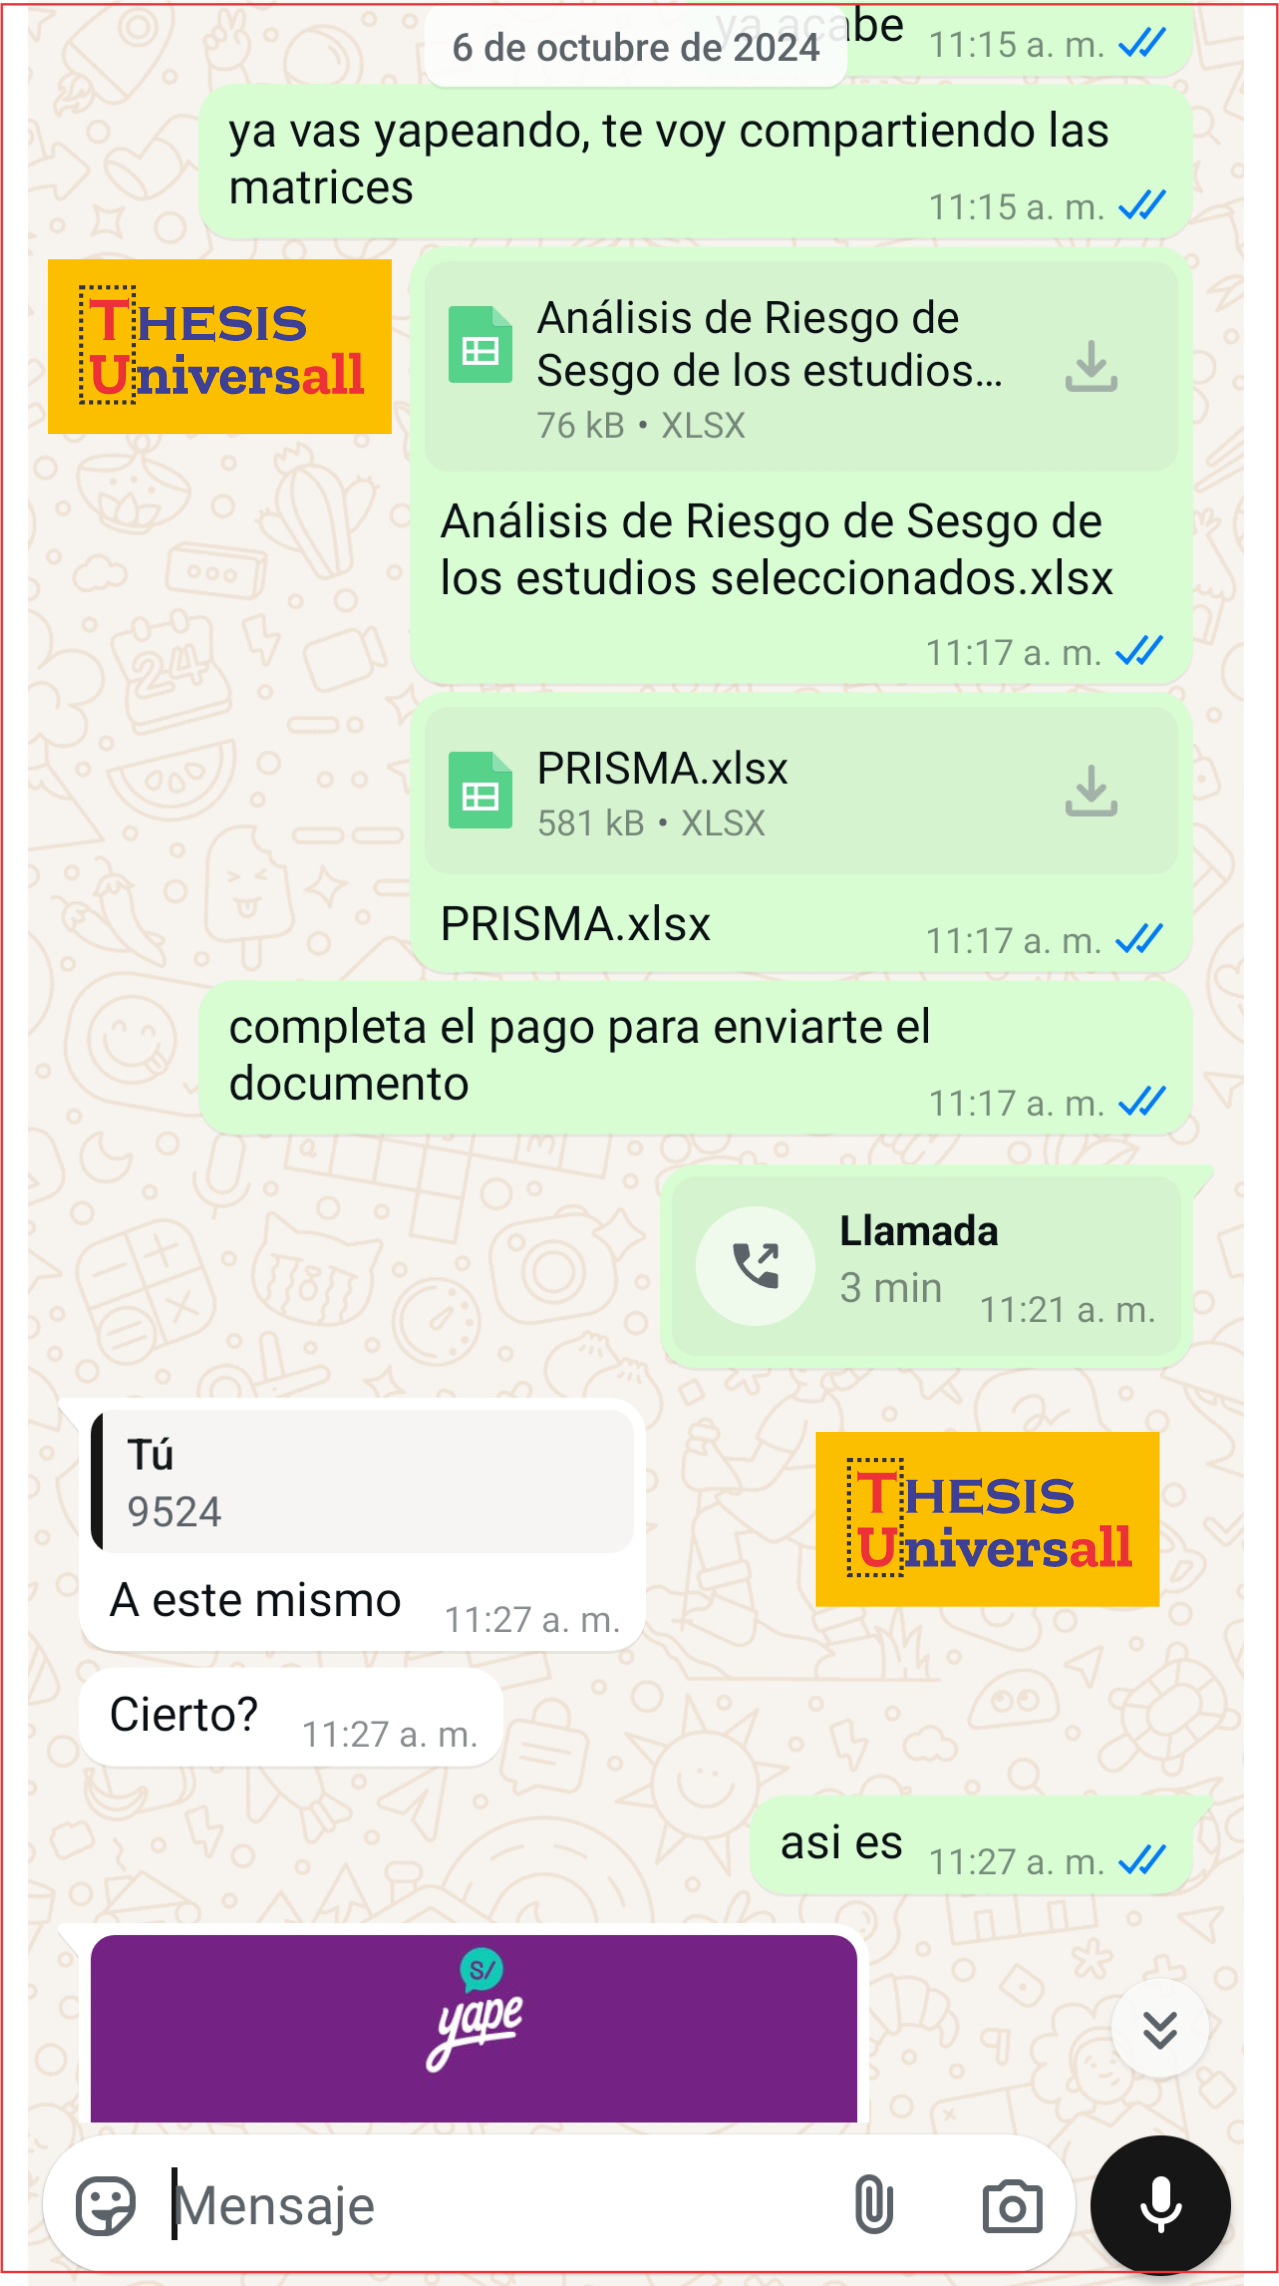 ya acabe
6 de octubre de 2024
11:15 a. m.
ya vas yapeando, te voy compartiendo las
matrices
11:15 a. m.
THESIS
Universall
Análisis de Riesgo de
Sesgo de los estudios...
76 kB • XLSX
Análisis de Riesgo de Sesgo de
los estudios seleccionados.xlsx
11:17 a. m.
PRISMA.xlsx
581 kB • XLSX
PRISMA.xlsx
11:17 a. m.
completa el pago para enviarte el
documento
11:17 a. m.
Llamada
3 min
11:21 a. m.
Tú
9524
A este mismo
11:27 a. m.
THESIS
Universall
Cierto?
11:27 a. m.
asi es
11:27 a. m.
S/
yape
Mensaje